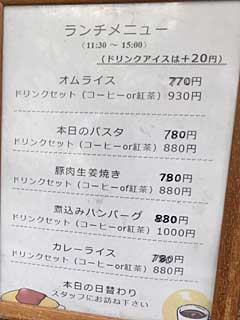 ランチメニュー
(11:30 ～ 15:00)
(ドリンクアイスは+20円)
オムライス 770円
ドリンクセット (コーヒーor紅茶) 930円
本日のパスタ 780円
ドリンクセット (コーヒーor紅茶) 880円
豚肉生姜焼き 780円
ドリンクセット (コーヒーof紅茶) 880円
煮込みハンバーグ 880円
ドリンクセット (コーヒーor紅茶) 1000円
カレーライス 780円
ドリンクセット (コーヒーor紅茶) 880円
本日の日替わり
スタッフにお訪ね下さい